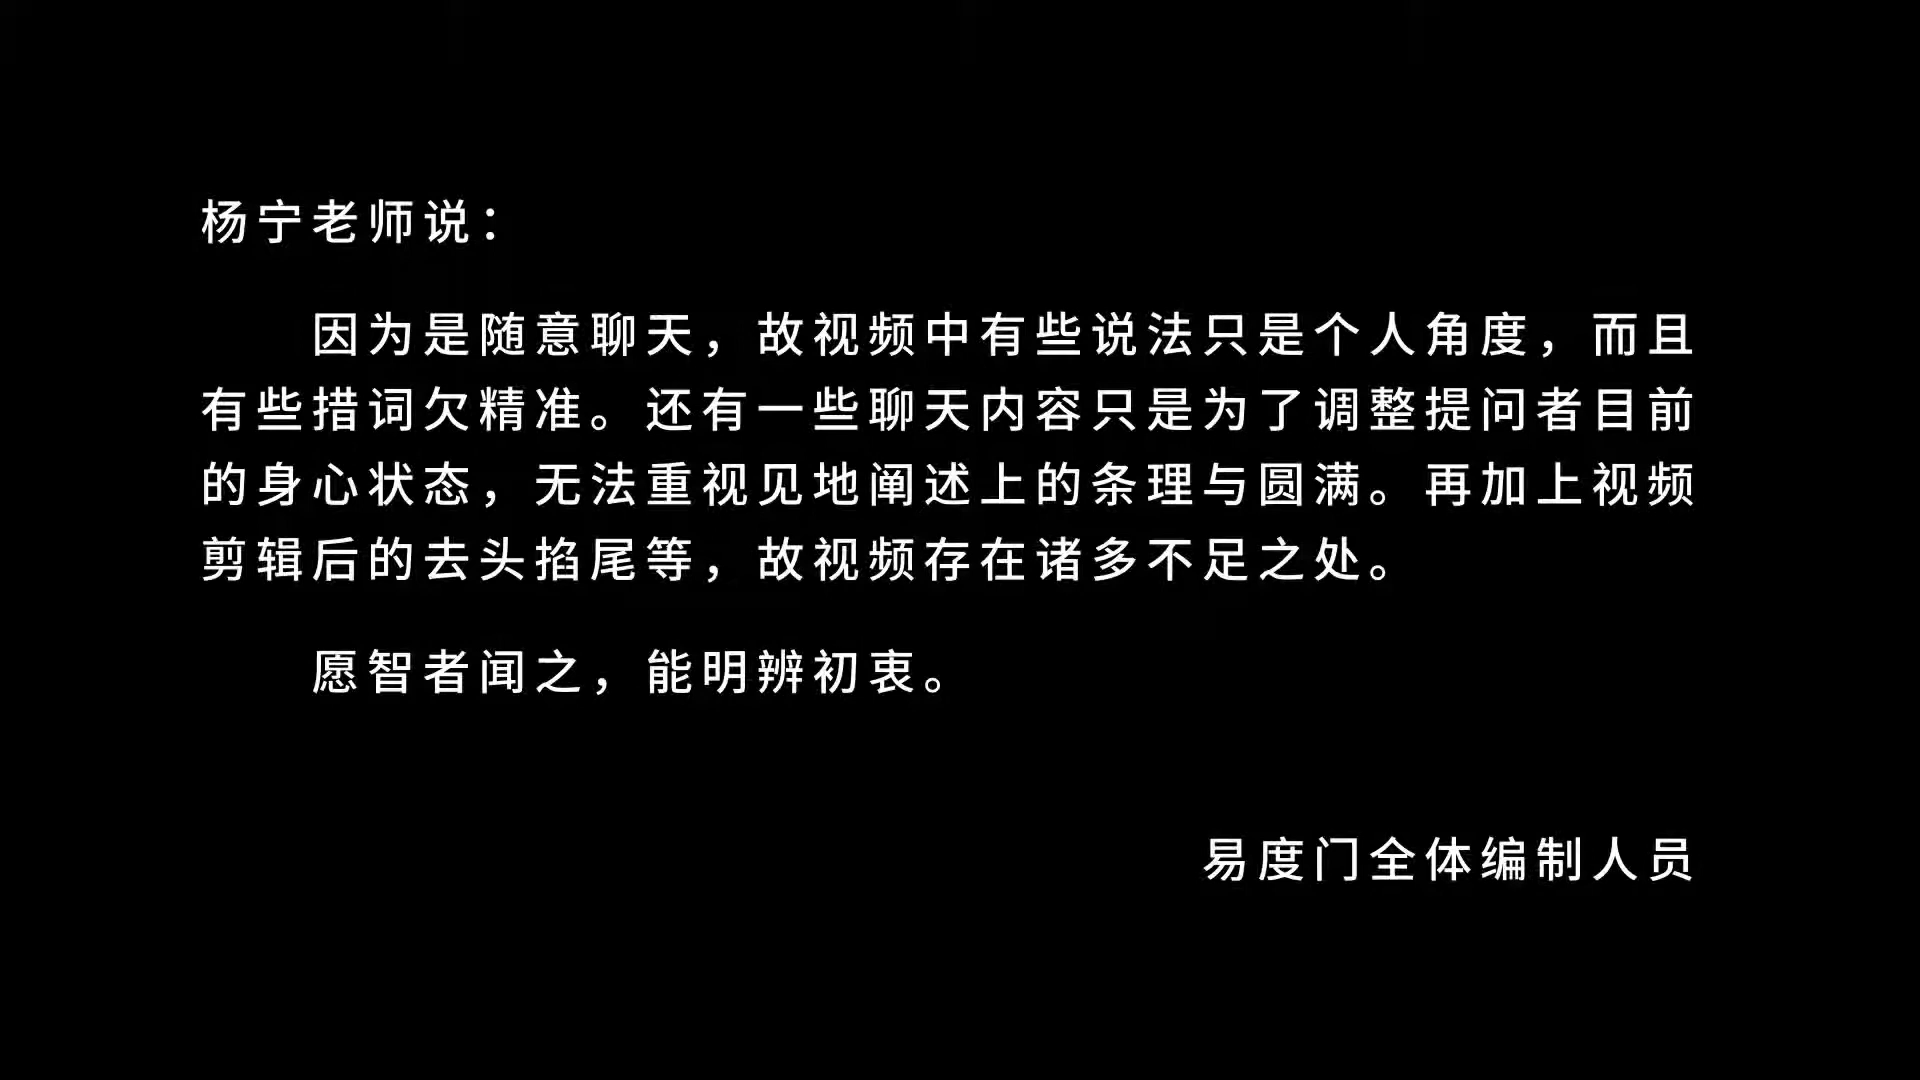 杨宁老师说：
因为是随意聊天，故视频中有些说法只是个人角度，而且
有些措词欠精准。还有一些聊天内容只是为了调整提问者目前
的身心状态，无法重视见地阐述上的条理与圆满。再加上视频
剪辑后的去头掐尾等，故视频存在诸多不足之处。
愿智者闻之，能明辨初衷。
易度门全体编制人员